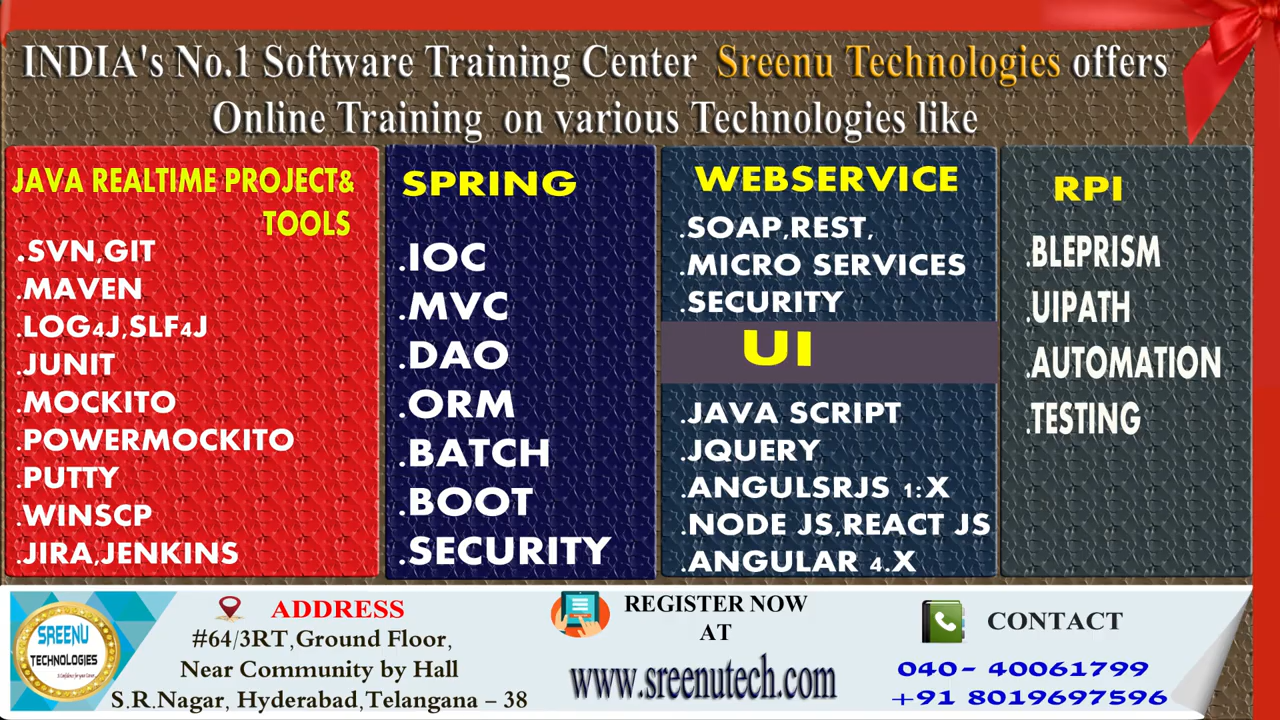 INDIA's No.1 Software Training Center Sreenu Technologies offers
Online Training on various Technologies like
JAVA REALTIME PROJECT&
TOOLS
.SVN,GIT
.MAVEN
.LOG4J,SLF4J
.JUNIT
.MOCKITO
.POWERMOCKITO
.PUTTY
.WINSCP
.JIRA,JENKINS
SPRING
.IOC
.MVC
.DAO
.ORM
.BATCH
.BOOT
.SECURITY
WEBSERVICE
.SOAP,REST,
.MICRO SERVICES
.SECURITY
UI
.JAVA SCRIPT
.JQUERY
.ANGULSRJS 1:X
.NODE JS,REACT JS
.ANGULAR 4.X
RPI
.BLEPRISM
.UIPATH
.AUTOMATION
.TESTING
SREENU
TECHNOLOGIES
ADDRESS
#64/3RT,Ground Floor,
Near Community by Hall
S.R.Nagar, Hyderabad,Telangana – 38
REGISTER NOW
AT
www.sreenutech.com
CONTACT
040- 40061799
+91 8019697596